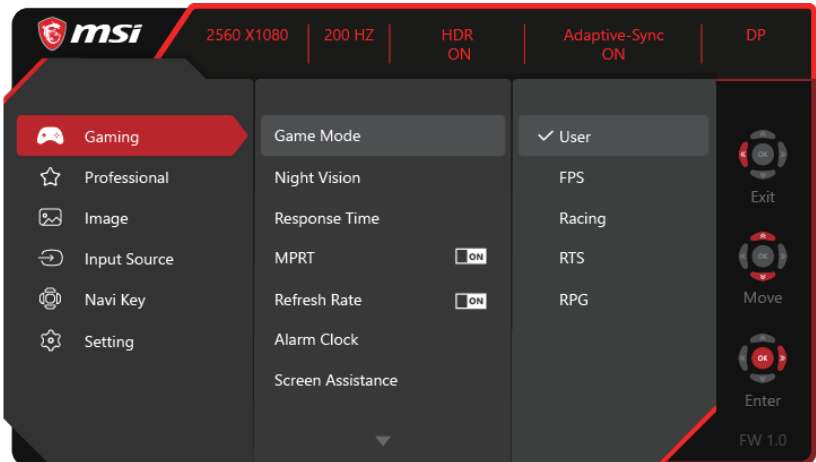 msi
2560 X1080
200 HZ
HDR
ON
Adaptive-Sync
ON
DP
Gaming
Professional
Image
Input Source
Navi Key
Setting
Game Mode
Night Vision
Response Time
MPRT
ON
Refresh Rate
ON
Alarm Clock
Screen Assistance
User
FPS
Racing
RTS
RPG
OK
Exit
OK
Move
OK
Enter
FW 1.0